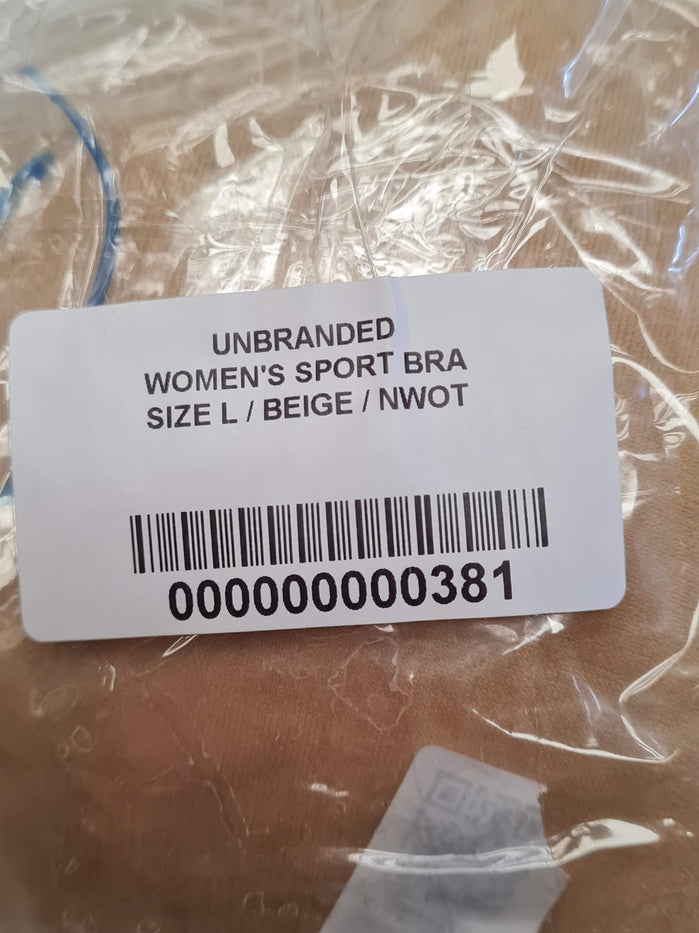 UNBRANDED
WOMEN'S SPORT BRA
SIZE L / BEIGE / NWOT
000000000381